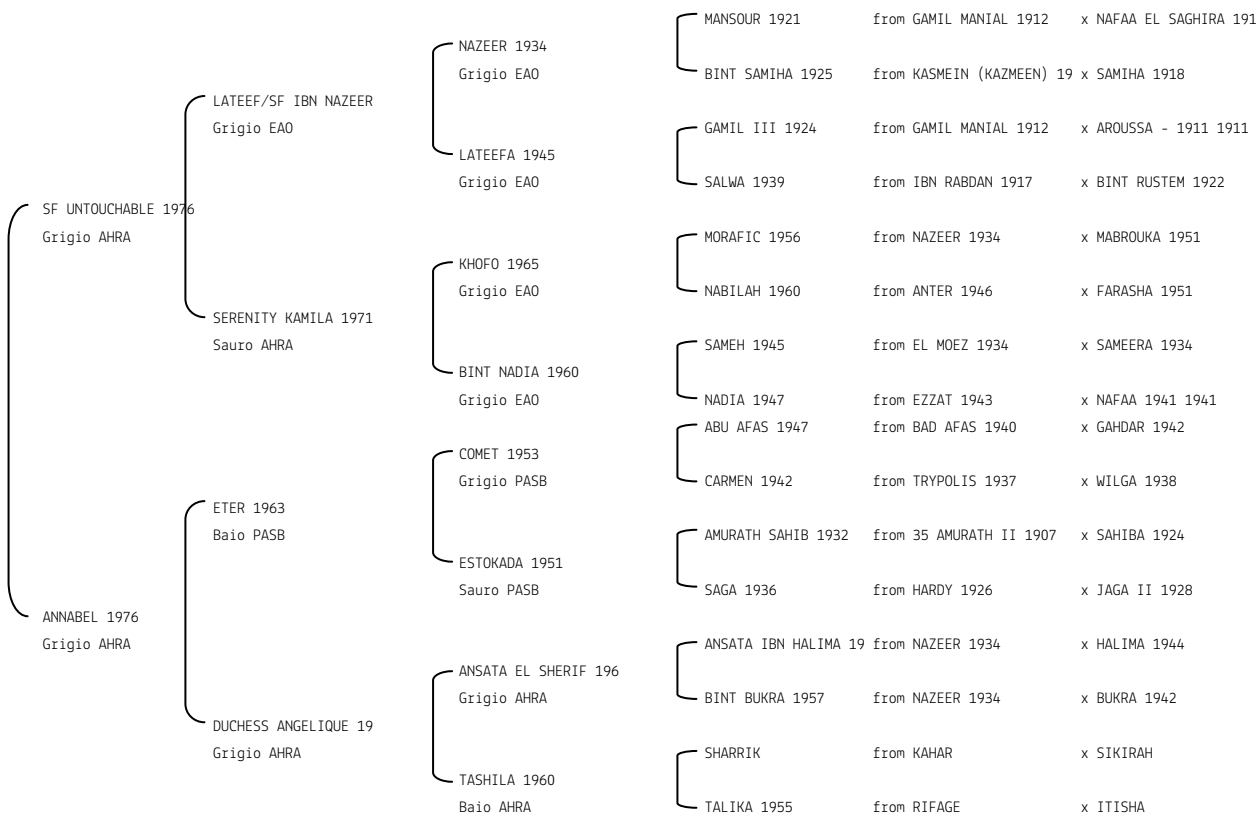 MANSOUR 1921 from GAMIL MANIAL 1912 x NAFAA EL SAGHIRA 191
NAZEER 1934
Grigio EAO BINT SAMIHA 1925 from KASMEIN (KAZMEEN) 19 x SAMIHA 1918
LATEEF/SF IBN NAZEER
Grigio EAO GAMIL III 1924 from GAMIL MANIAL 1912 x AROUSSA - 1911 1911
LATEEFA 1945
Grigio EAO SALWA 1939 from IBN RABDAN 1917 x BINT RUSTEM 1922
SF UNTOUCHABLE 1976
Grigio AHRA MORAFIC 1956 from NAZEER 1934 x MABROUKA 1951
KHOFO 1965
Grigio EAO NABILAH 1960 from ANTER 1946 x FARASHA 1951
SERENITY KAMILA 1971
Sauro AHRA SAMEH 1945 from EL MOEZ 1934 x SAMEERA 1934
BINT NADIA 1960
Grigio EAO NADIA 1947 from EZZAT 1943 x NAFAA 1941 1941
ABU AFAS 1947 from BAD AFAS 1940 x GAHDAR 1942
COMET 1953
Grigio PASB CARMEN 1942 from TRYPOLIS 1937 x WILGA 1938
ETER 1963
Baio PASB AMURATH SAHIB 1932 from 35 AMURATH II 1907 x SAHIBA 1924
ESTOKADA 1951
Sauro PASB SAGA 1936 from HARDY 1926 x JAGA II 1928
ANNABEL 1976
Grigio AHRA ANSATA IBN HALIMA 19 from NAZEER 1934 x HALIMA 1944
ANSATA EL SHERIF 196
Grigio AHRA BINT BUKRA 1957 from NAZEER 1934 x BUKRA 1942
DUCHESS ANGELIQUE 19
Grigio AHRA SHARRIK from KAHAR x SIKIRAH
TASHILA 1960
Baio AHRA TALIKA 1955 from RIFAGE x ITISHA